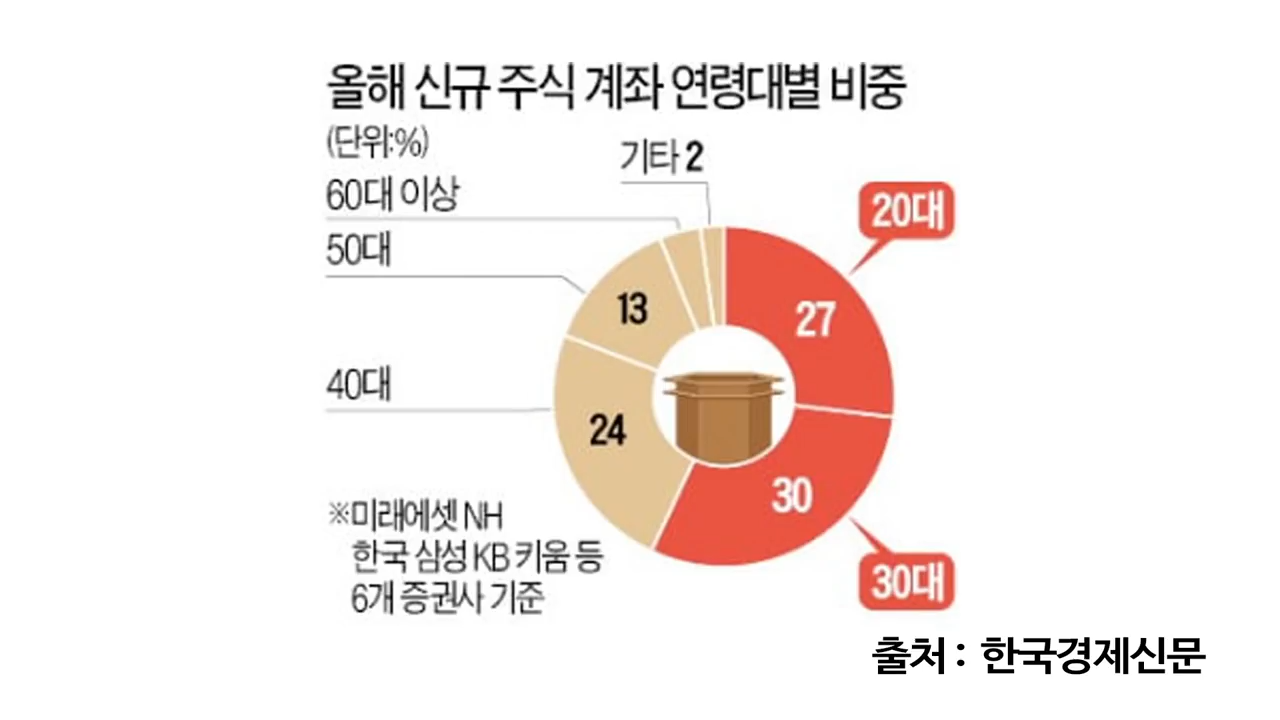 올해 신규 주식 계좌 연령대별 비중
(단위:%)
기타 2
60대 이상
50대
40대
20대
27
13
24
30
30대
※미래에셋 NH
한국 삼성 KB 키움 등
6개 증권사 기준
출처 : 한국경제신문